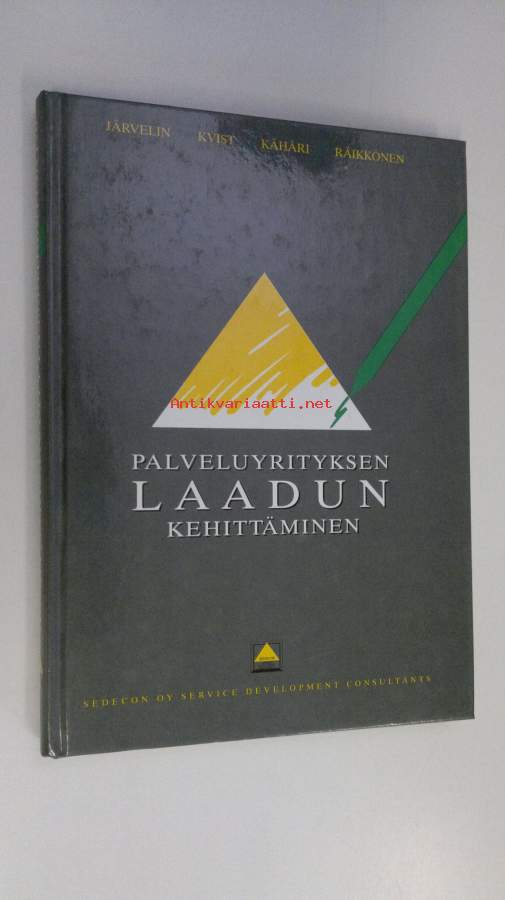 JÄRVELIN KVIST KÄHÄRI RÄIKKÖNEN
Antikvariaatti.net
PALVELUYRITYKSEN
LAADUN
KEHITTÄMINEN
SEDECON OY SERVICE DEVELOPMENT CONSULTANTS